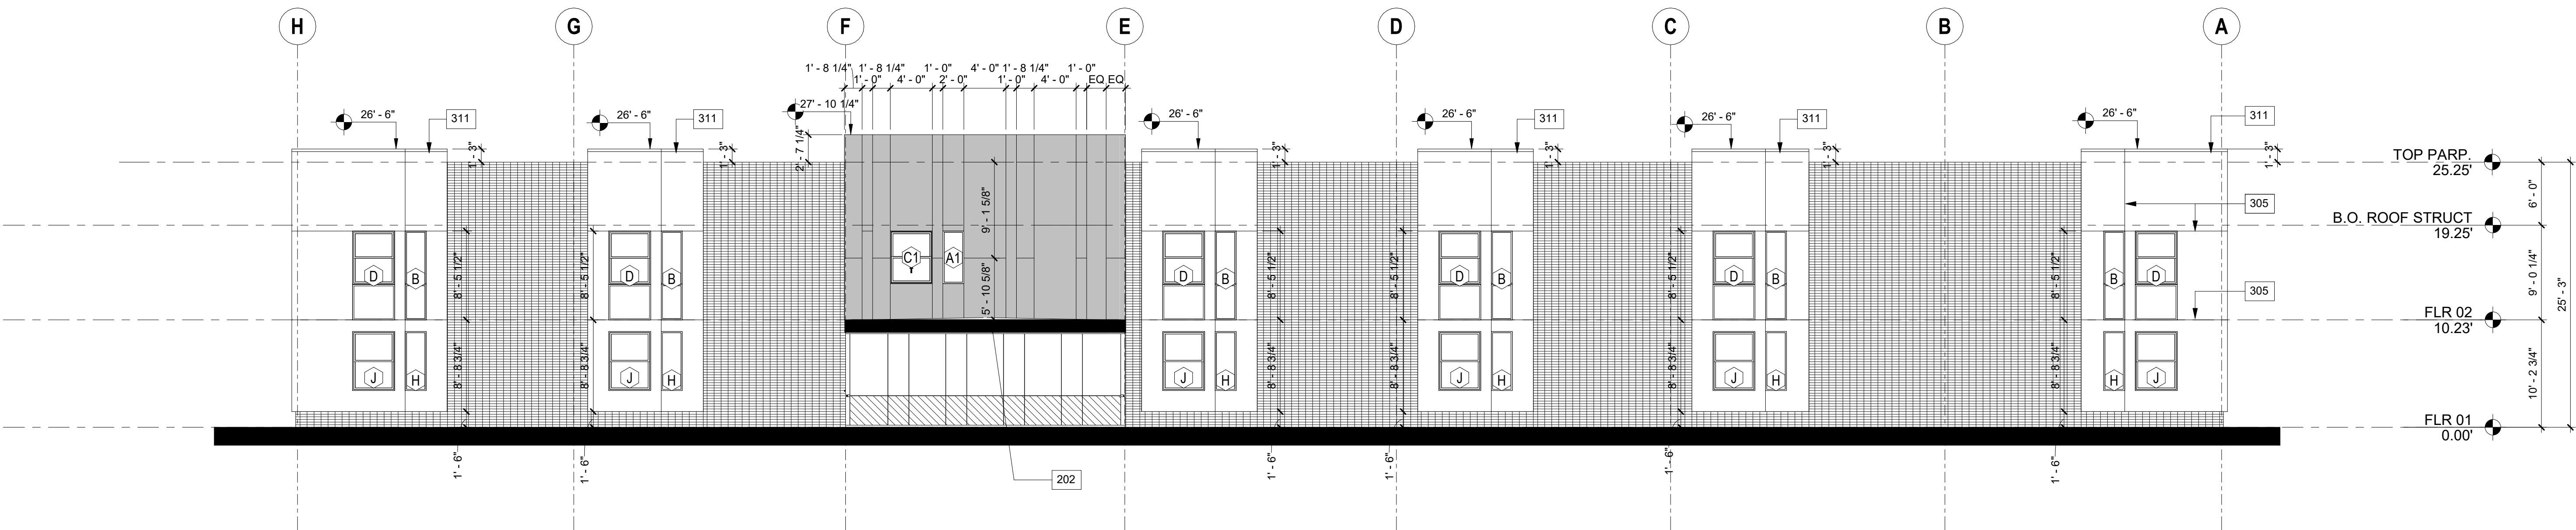 H G F E D C B A
1' - 8 1/4" 1' - 8 1/4" 1' - 0" 4' - 0" 1' - 8 1/4" 1' - 0"
1' - 0" 4' - 0" 2' - 0" 1' - 0" 4' - 0" EQ EQ
27' - 10 1/4"
26' - 6" 311 26' - 6" 311 26' - 6" 26' - 6" 311 26' - 6" 311 26' - 6" 311
1' - 3" 1' - 3" 2' - 7 1/4" 1' - 3" 1' - 3" 1' - 3" 1' - 3"
TOP PARP.
25.25'
6' - 0"
305
B.O. ROOF STRUCT
19.25'
9' - 1 5/8"
C1 A1
D B D B D B D B D B B D
8' - 5 1/2" 8' - 5 1/2" 8' - 5 1/2" 8' - 5 1/2" 8' - 5 1/2" 8' - 5 1/2"
5' - 10 5/8"
9' - 0 1/4"
25' - 3"
305
FLR 02
10.23'
J H J H J H J H J H H J
8' - 8 3/4" 8' - 8 3/4" 8' - 8 3/4" 8' - 8 3/4" 8' - 8 3/4" 8' - 8 3/4"
10' - 2 3/4"
FLR 01
0.00'
1' - 6" 1' - 6" 1' - 6" 1' - 6" 1' - 6" 1' - 6"
202